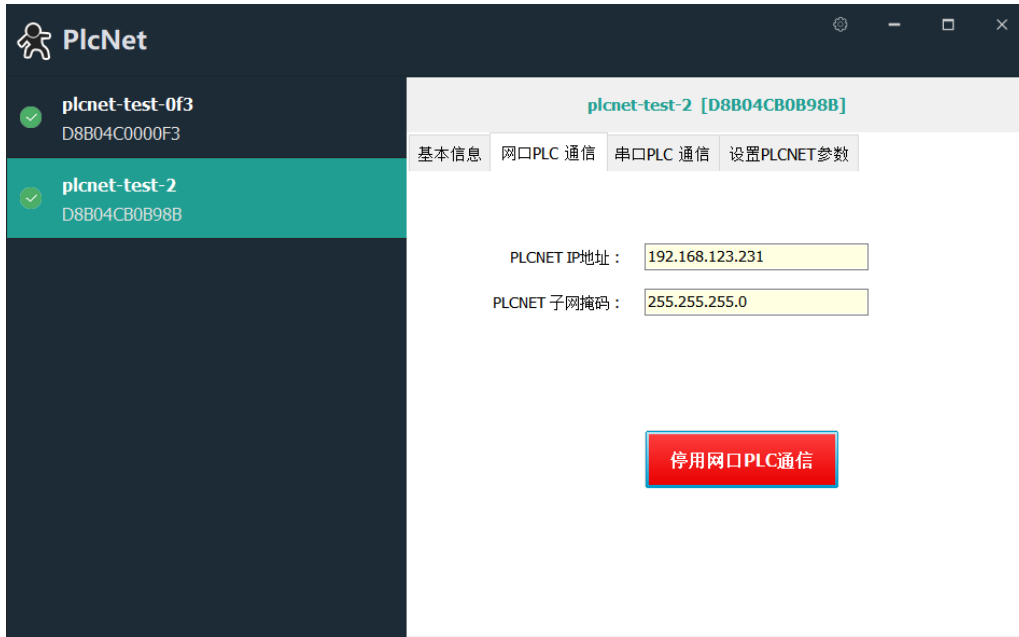 PlcNet
plcnet-test-0f3
D8B04C0000F3
plcnet-test-2
D8B04CB0B98B
plcnet-test-2 [D8B04CB0B98B]
基本信息 网口PLC 通信 串口PLC 通信 设置PLCNET参数
PLCNET IP地址： 192.168.123.231
PLCNET 子网掩码： 255.255.255.0
停用网口PLC通信